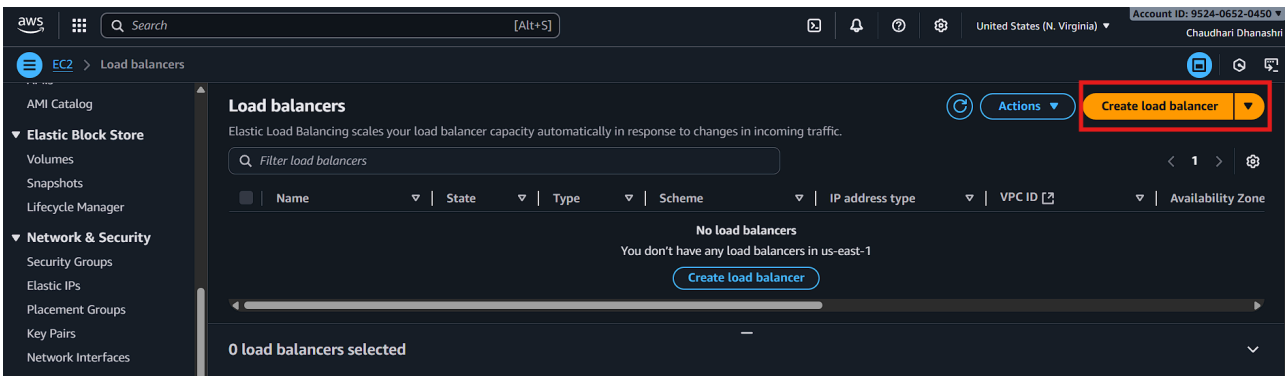 aws
Search [Alt+S]
United States (N. Virginia) ▼
Account ID: 9524-0652-0450 ▼
Chaudhari Dhanashri
EC2 > Load balancers
AMI Catalog
Elastic Block Store
Volumes
Snapshots
Lifecycle Manager
Network & Security
Security Groups
Elastic IPs
Placement Groups
Key Pairs
Network Interfaces
Load balancers
Actions ▼
Create load balancer ▼
Elastic Load Balancing scales your load balancer capacity automatically in response to changes in incoming traffic.
Filter load balancers
< 1 >
Name State Type Scheme IP address type VPC ID Availability Zone
No load balancers
You don't have any load balancers in us-east-1
Create load balancer
0 load balancers selected